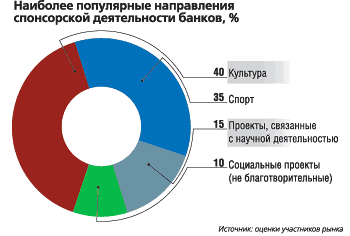 Наиболее популярные направления
спонсорской деятельности банков, %
40 Культура
35 Спорт
15 Проекты, связанные
с научной деятельностью
10 Социальные проекты
(не благотворительные)
Источник: оценки участников рынка